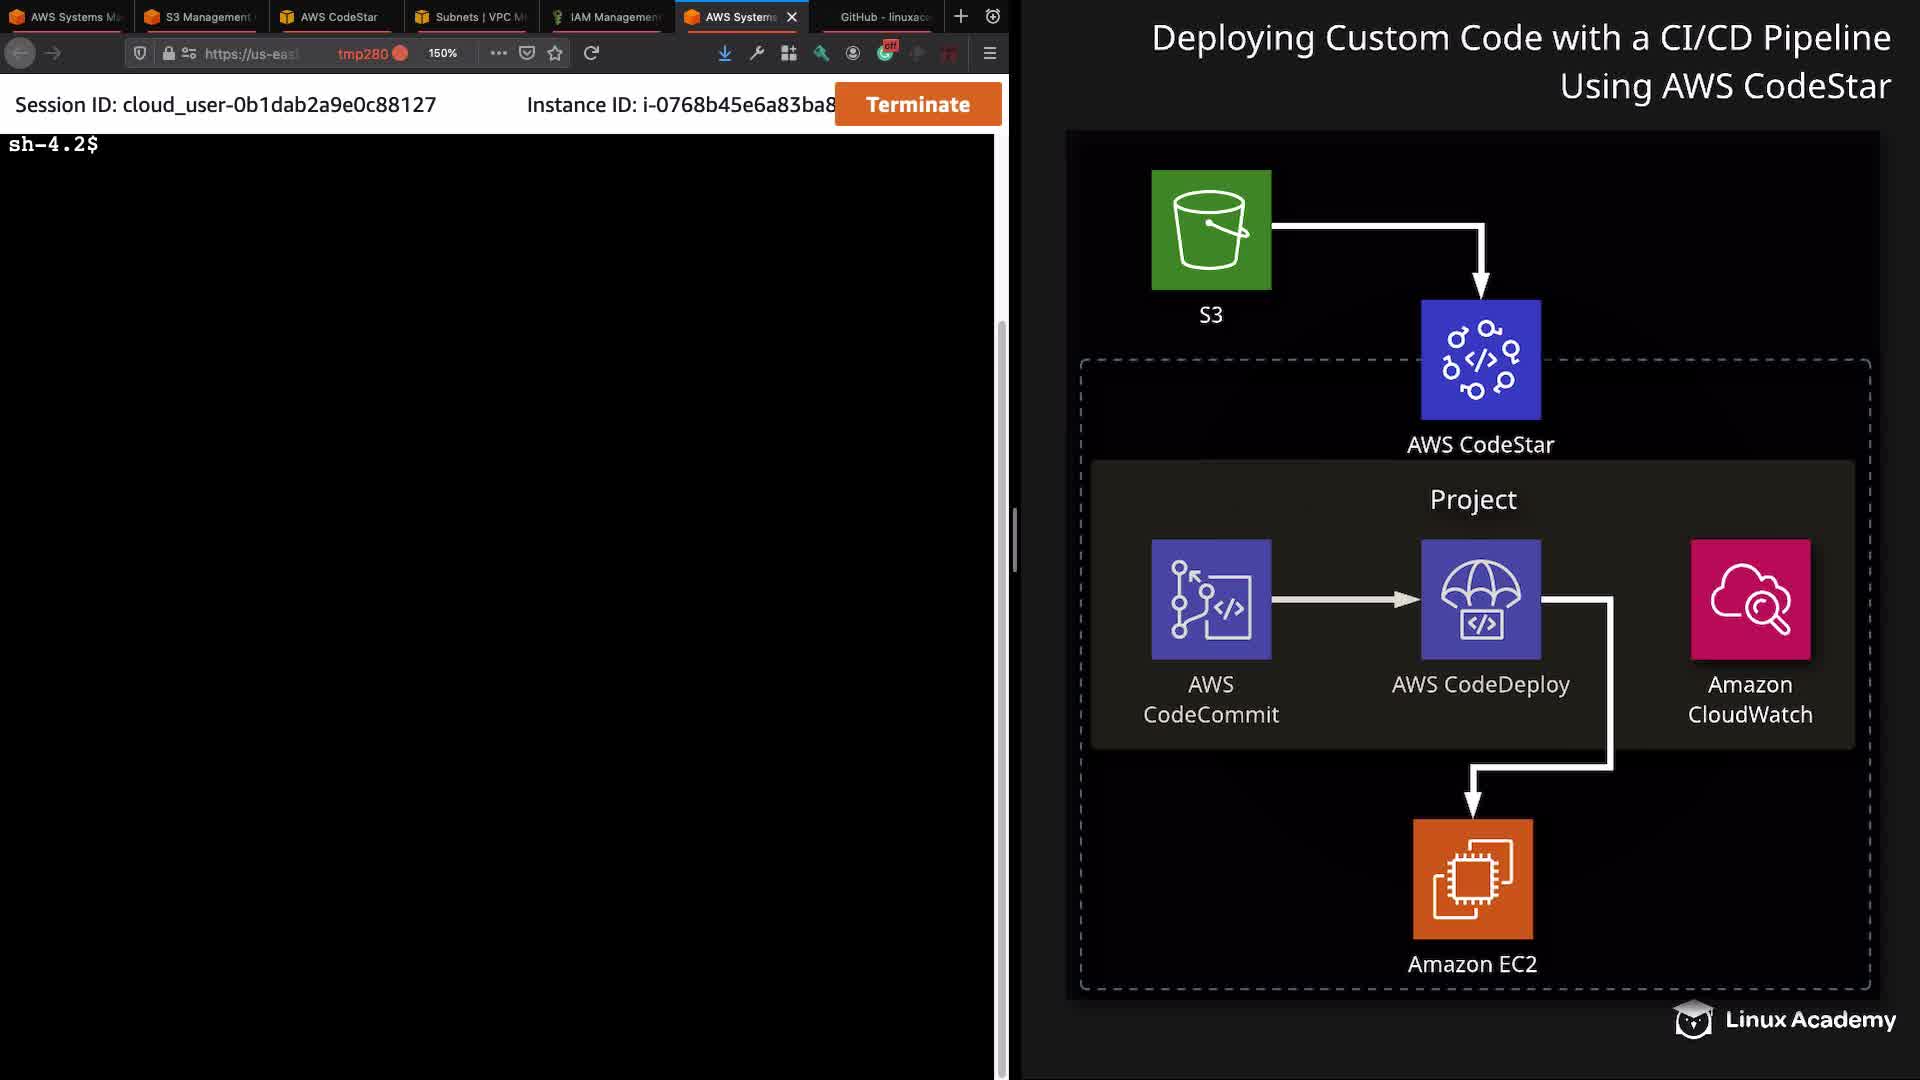 AWS Systems Ma
S3 Management
AWS CodeStar
Subnets | VPC M
IAM Managemen
AWS Systems
GitHub - linuxac
https://us-eas
tmp280
150%
off
Session ID: cloud_user-0b1dab2a9e0c88127
Instance ID: i-0768b45e6a83ba8
Terminate
sh-4.2$
Deploying Custom Code with a CI/CD Pipeline
Using AWS CodeStar
S3
AWS CodeStar
Project
AWS
CodeCommit
AWS CodeDeploy
Amazon
CloudWatch
Amazon EC2
Linux Academy